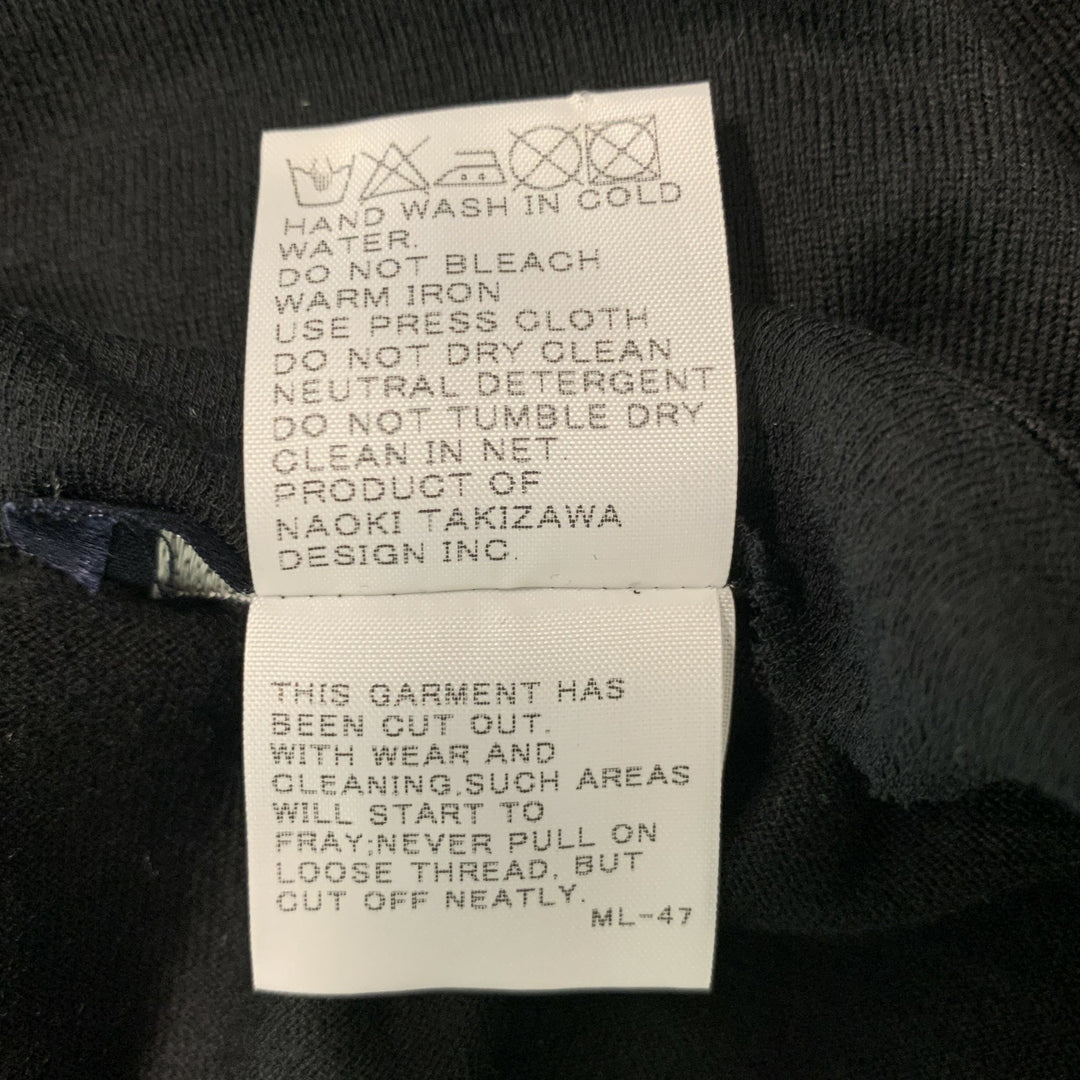 HAND WASH IN COLD
WATER.
DO NOT BLEACH
WARM IRON
USE PRESS CLOTH
DO NOT DRY CLEAN
NEUTRAL DETERGENT
DO NOT TUMBLE DRY
CLEAN IN NET.
PRODUCT OF
NAOKI TAKIZAWA
DESIGN INC.
THIS GARMENT HAS
BEEN CUT OUT.
WITH WEAR AND
CLEANING,SUCH AREAS
WILL START TO
FRAY;NEVER PULL ON
LOOSE THREAD, BUT
CUT OFF NEATLY.
ML-47